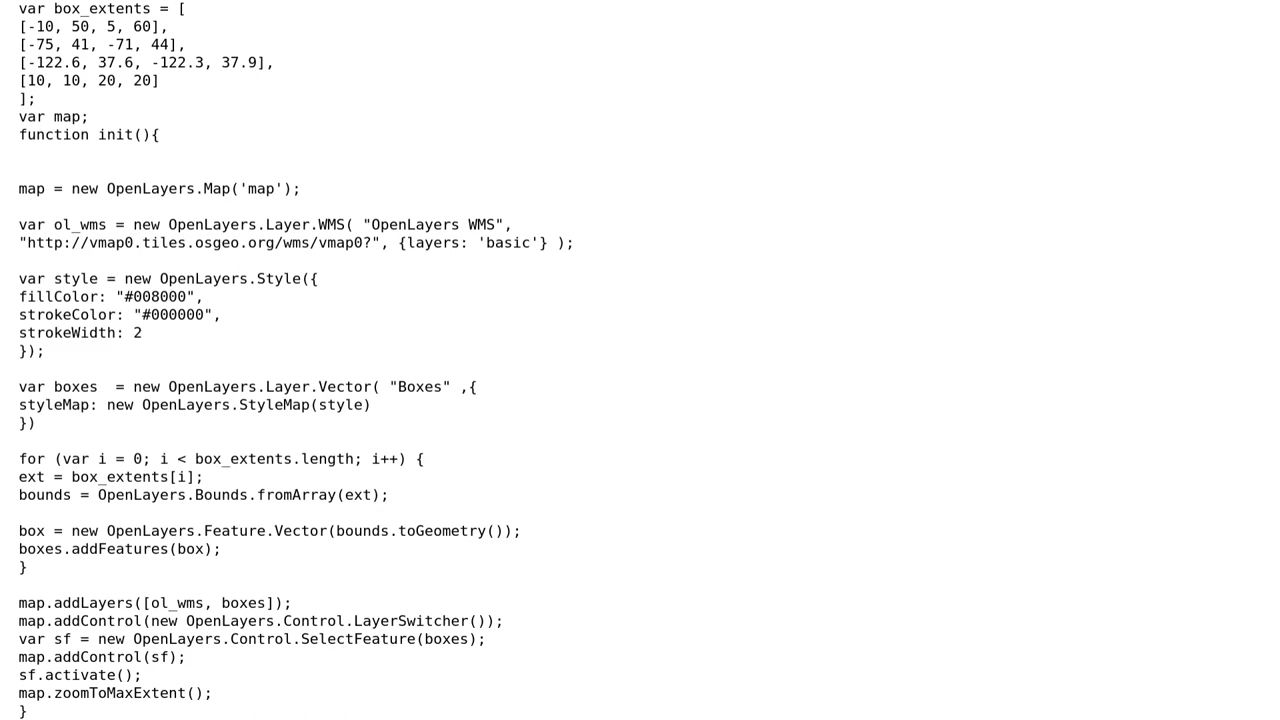 var box_extents = [
[-10, 50, 5, 60],
[-75, 41, -71, 44],
[-122.6, 37.6, -122.3, 37.9],
[10, 10, 20, 20]
];
var map;
function init(){
map = new OpenLayers.Map('map');
var ol_wms = new OpenLayers.Layer.WMS( "OpenLayers WMS",
"http://vmap0.tiles.osgeo.org/wms/vmap0?", {layers: 'basic'} );
var style = new OpenLayers.Style({
fillColor: "#008000",
strokeColor: "#000000",
strokeWidth: 2
});
var boxes  = new OpenLayers.Layer.Vector( "Boxes" ,{
styleMap: new OpenLayers.StyleMap(style)
})
for (var i = 0; i < box_extents.length; i++) {
ext = box_extents[i];
bounds = OpenLayers.Bounds.fromArray(ext);
box = new OpenLayers.Feature.Vector(bounds.toGeometry());
boxes.addFeatures(box);
}
map.addLayers([ol_wms, boxes]);
map.addControl(new OpenLayers.Control.LayerSwitcher());
var sf = new OpenLayers.Control.SelectFeature(boxes);
map.addControl(sf);
sf.activate();
map.zoomToMaxExtent();
}